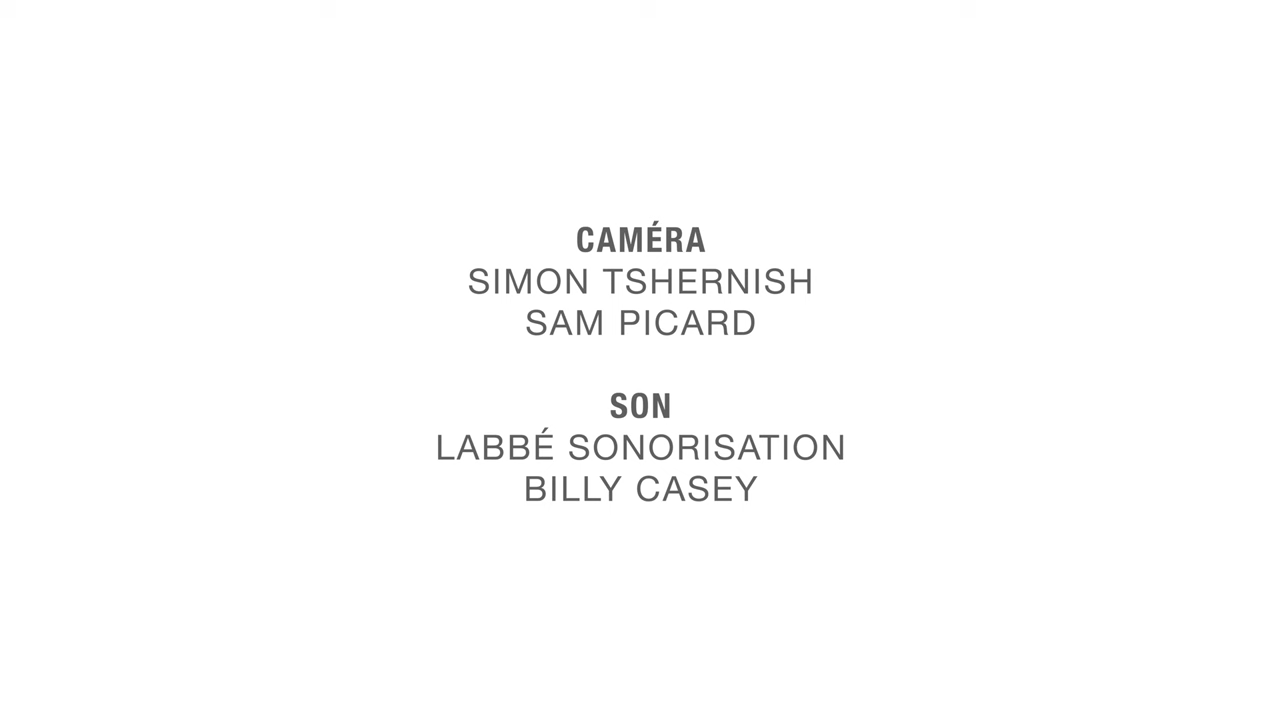 CAMÉRA
SIMON TSHERNISH
SAM PICARD
SON
LABBÉ SONORISATION
BILLY CASEY